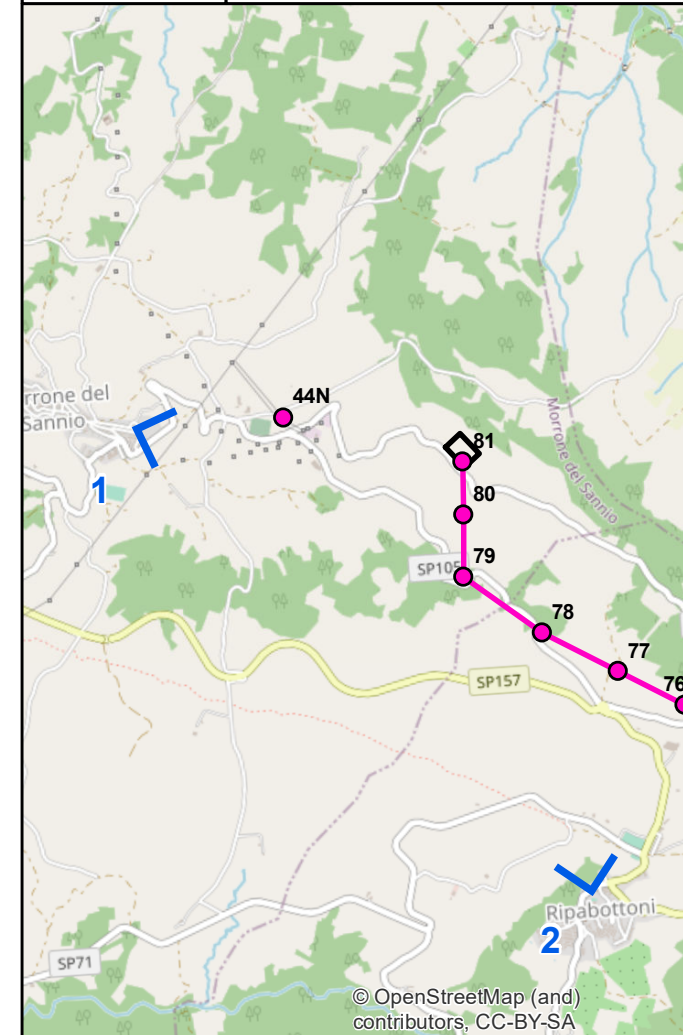 44N
rrone del
Sannio
1
81
80
79
SP105
Morrone del Sannio
78
77
76
SP157
Ripabottoni
2
SP71
© OpenStreetMap (and)
contributors, CC-BY-SA